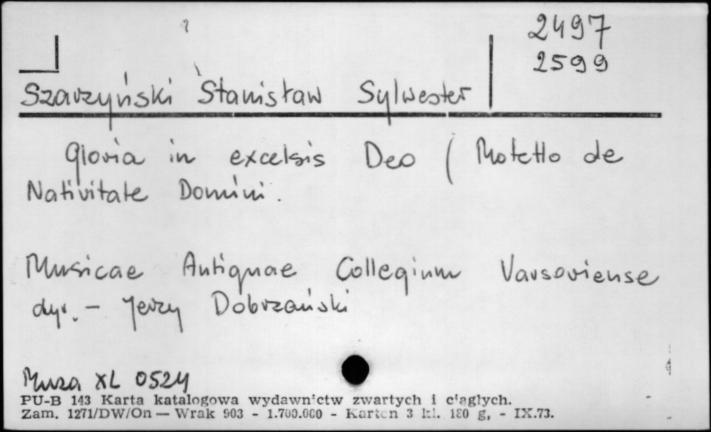 2497
2599
Szarzyński Stanisław Sylwester
Gloria in excelsis Deo ( Motetto de
Nativitate Domini.
Musicae Antiquae Collegium Varsoviense
dyr. - Jerzy Dobrzański
Muza XL 0524
PU-B 143 Karta katalogowa wydawnictw zwartych i ciągłych.
Zam. 1271/DW/On — Wrak 903 - 1.700.000 - Karton 3 kl. 180 g, - IX.73.